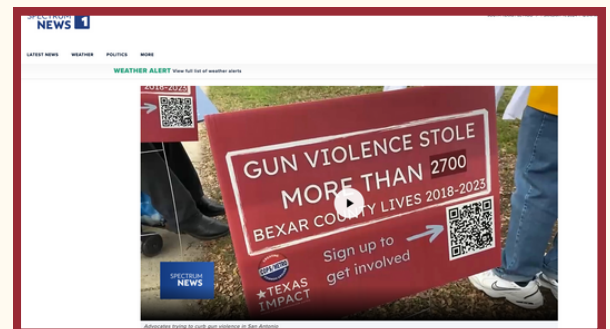 SPECTRUM
NEWS 1
LATEST NEWS WEATHER POLITICS MORE
WEATHER ALERT View full list of weather alerts
2018-2023
GUN VIOLENCE STOLE
MORE THAN 2700
BEXAR COUNTY LIVES 2018-2023
Sign up to
get involved
COPS/METRO
TEXAS
IMPACT
SPECTRUM
NEWS
Advocates trying to curb gun violence in San Antonio